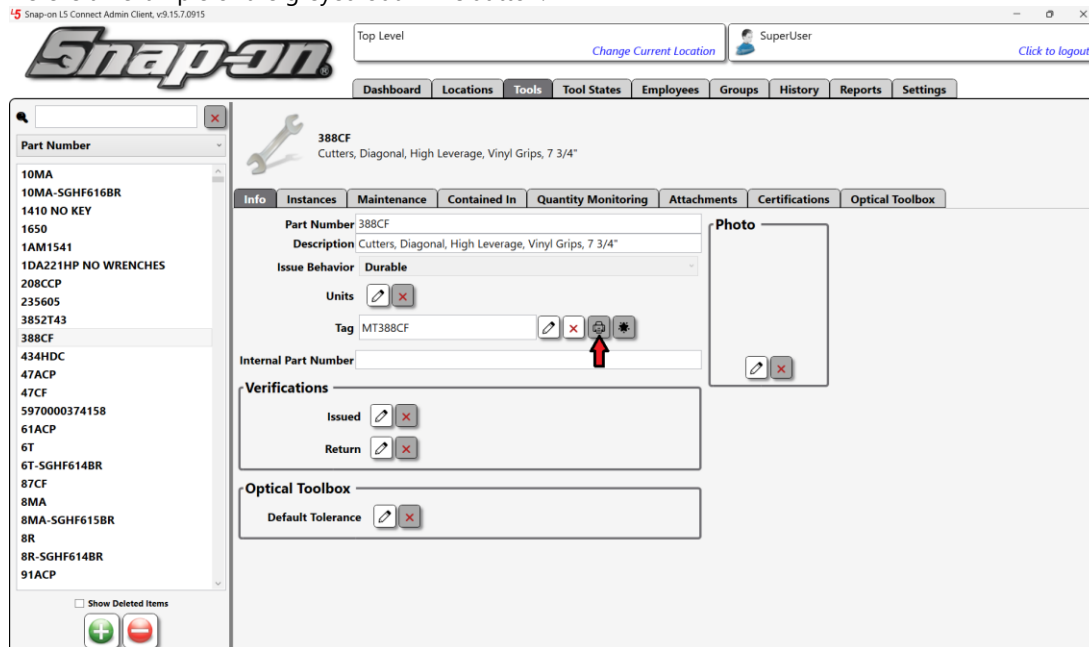 Snap-on L5 Connect Admin Client, v:9.15.7.0915
Snap-on®
Top Level
Change Current Location
SuperUser
Click to logout
Dashboard Locations Tools Tool States Employees Groups History Reports Settings
Part Number
10MA
10MA-SGHF616BR
1410 NO KEY
1650
1AM1541
1DA221HP NO WRENCHES
208CCP
235605
3852T43
388CF
434HDC
47ACP
47CF
5970000374158
61ACP
6T
6T-SGHF614BR
87CF
8MA
8MA-SGHF615BR
8R
8R-SGHF614BR
91ACP
Show Deleted Items
388CF
Cutters, Diagonal, High Leverage, Vinyl Grips, 7 3/4"
Info Instances Maintenance Contained In Quantity Monitoring Attachments Certifications Optical Toolbox
Part Number 388CF
Description Cutters, Diagonal, High Leverage, Vinyl Grips, 7 3/4"
Issue Behavior Durable
Units
Tag MT388CF
Internal Part Number
Photo
Verifications
Issued
Return
Optical Toolbox
Default Tolerance